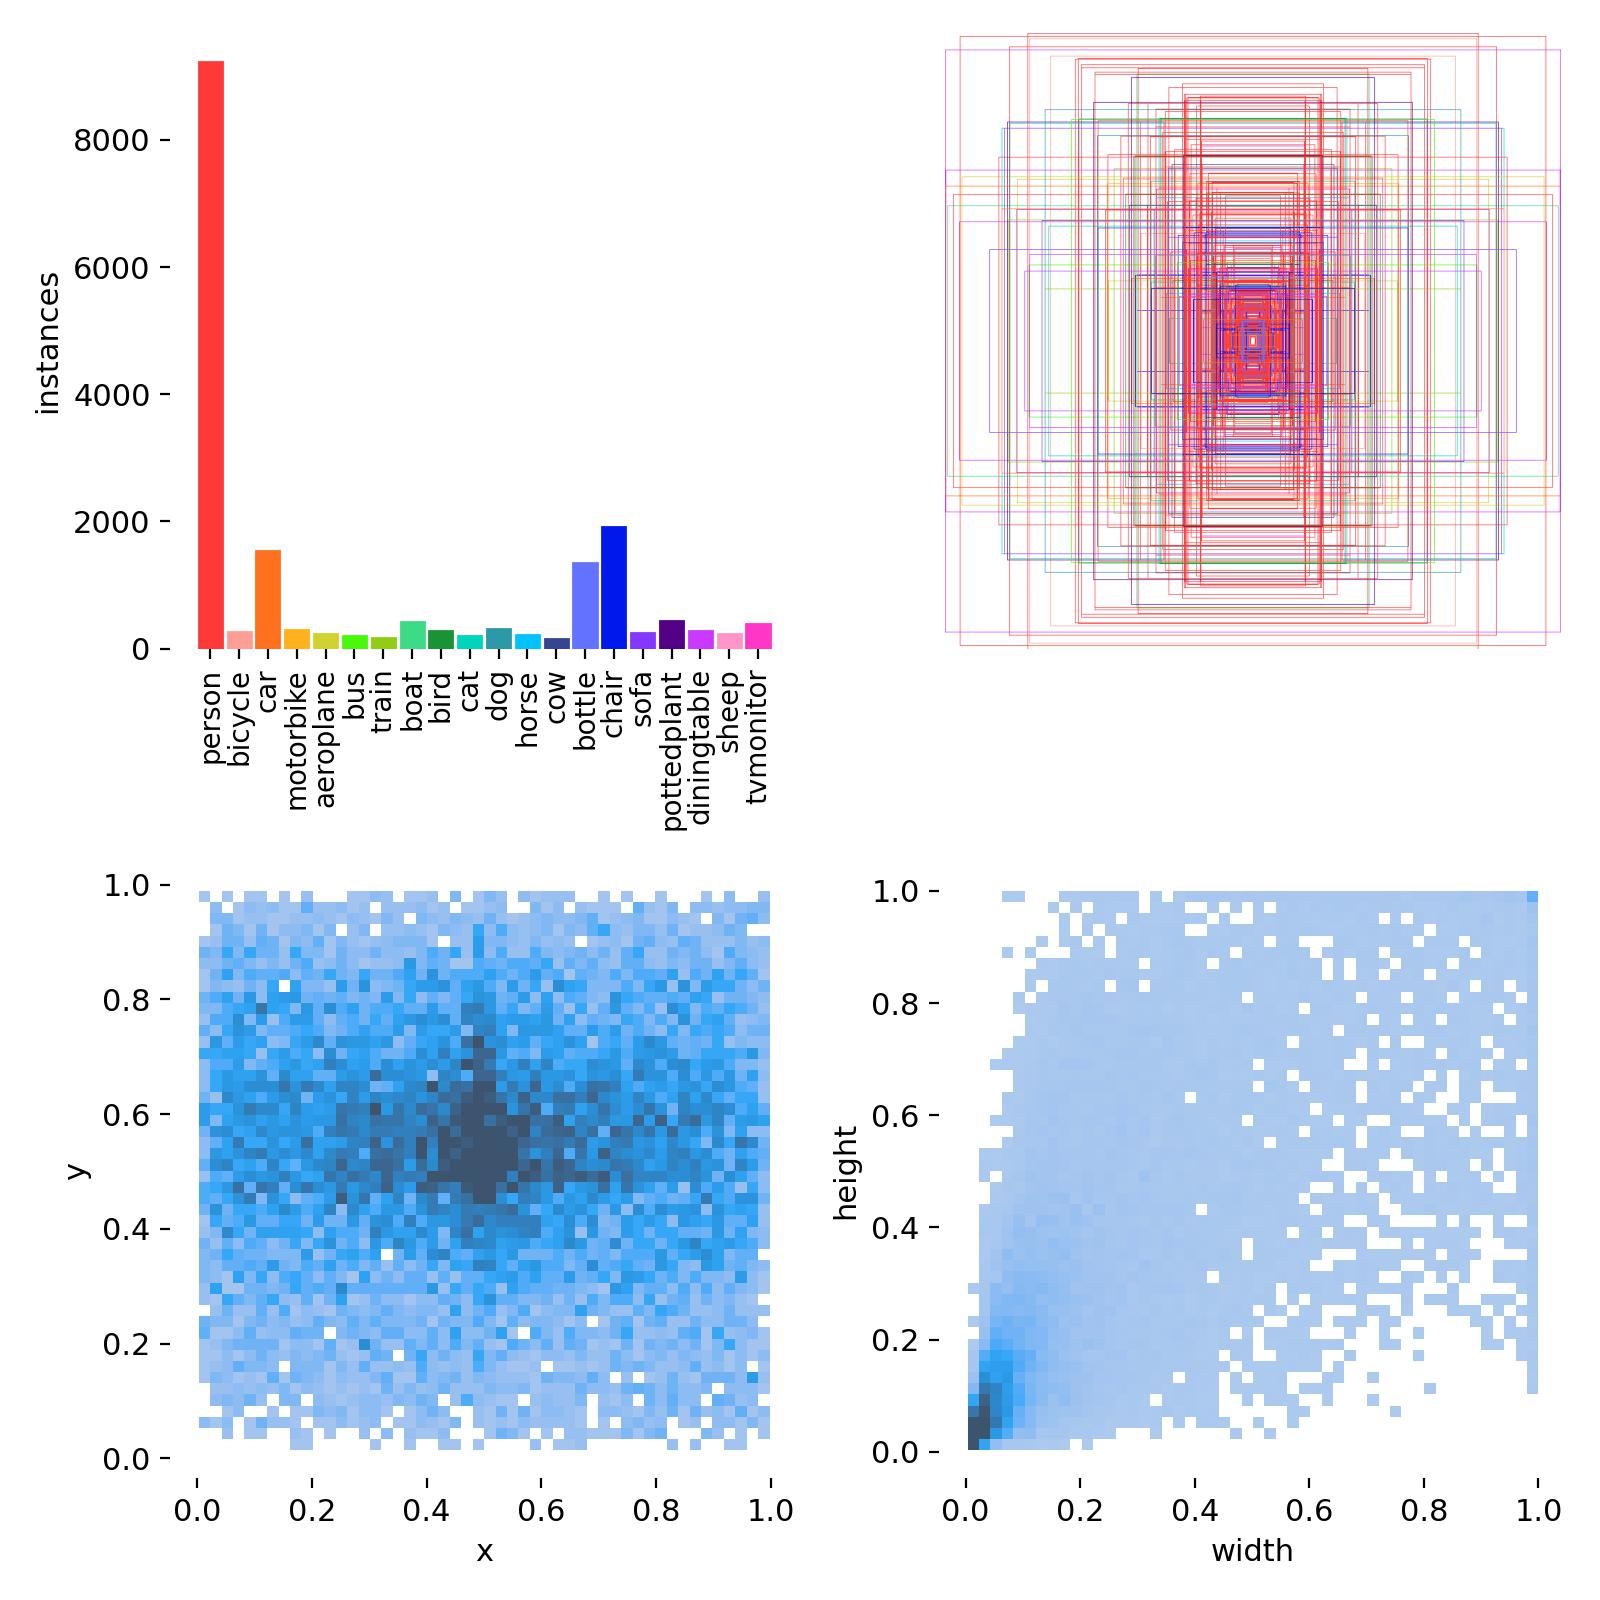 instances
8000
6000
4000
2000
0
person
bicycle
car
motorbike
aeroplane
bus
train
boat
bird
cat
dog
horse
cow
bottle
chair
sofa
pottedplant
diningtable
sheep
tvmonitor
y
1.0
0.8
0.6
0.4
0.2
0.0
0.0 0.2 0.4 0.6 0.8 1.0
x
height
1.0
0.8
0.6
0.4
0.2
0.0
0.0 0.2 0.4 0.6 0.8 1.0
width